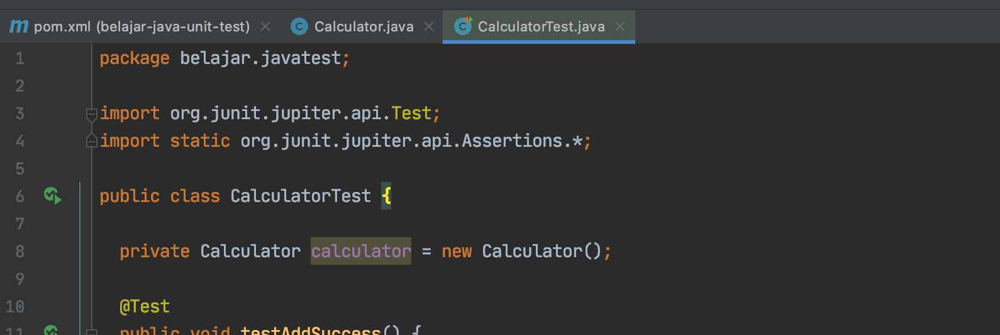 m pom.xml (belajar-java-unit-test) C Calculator.java C CalculatorTest.java
1 package belajar.javatest;
2
3 import org.junit.jupiter.api.Test;
4 import static org.junit.jupiter.api.Assertions.*;
5
6 public class CalculatorTest {
7
8 private Calculator calculator = new Calculator();
9
10 @Test
11 public void testAddSuccess() {